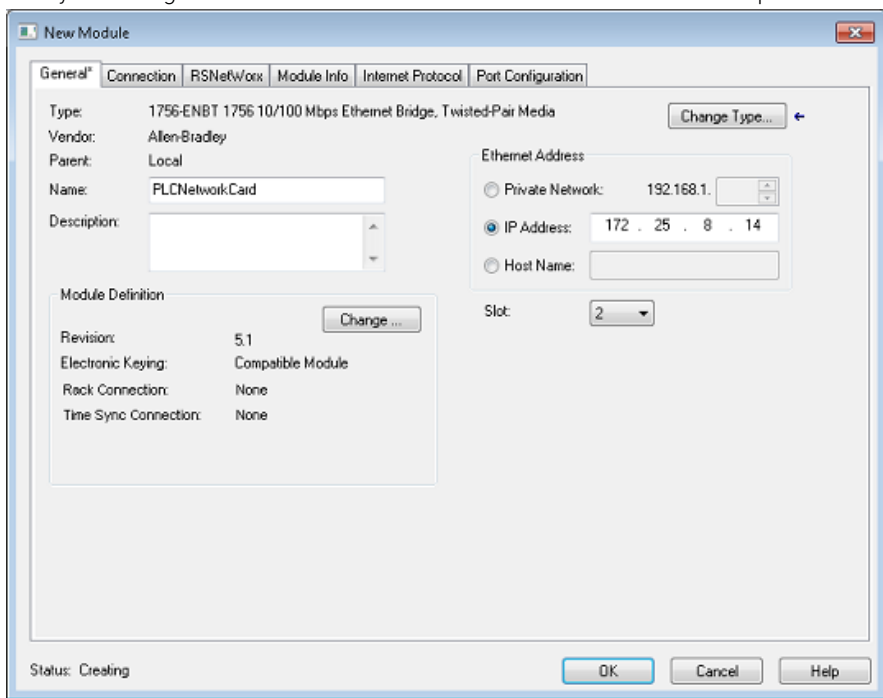 New Module
General* Connection RSNetWorx Module Info Internet Protocol Port Configuration
Type: 1756-ENBT 1756 10/100 Mbps Ethernet Bridge, Twisted-Pair Media Change Type...
Vendor: Allen-Bradley
Parent: Local Ethernet Address
Name: PLCNetworkCard Private Network: 192.168.1.
Description: IP Address: 172 . 25 . 8 . 14
Host Name:
Module Definition Slot: 2
Change ...
Revision: 5.1
Electronic Keying: Compatible Module
Rack Connection: None
Time Sync Connection: None
Status: Creating OK Cancel Help